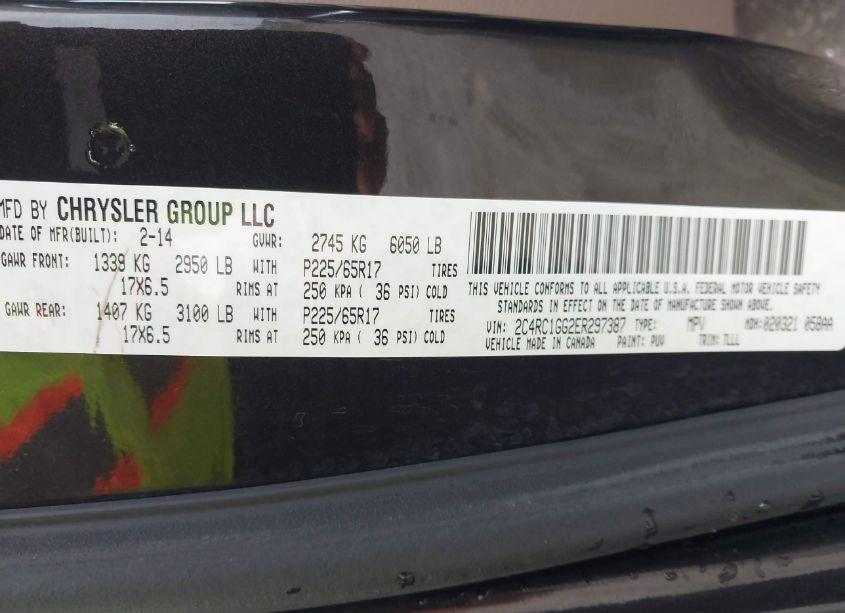 MFD BY CHRYSLER GROUP LLC
DATE OF MFR(BUILT): 2-14 GVWR: 2745 KG 6050 LB
GAWR FRONT: 1339 KG 2950 LB WITH P225/65R17 TIRES
17X6.5 RIMS AT 250 KPA ( 36 PSI) COLD
GAWR REAR: 1407 KG 3100 LB WITH P225/65R17 TIRES
17X6.5 RIMS AT 250 KPA ( 36 PSI) COLD
THIS VEHICLE CONFORMS TO ALL APPLICABLE U.S.A. FEDERAL MOTOR VEHICLE SAFETY
STANDARDS IN EFFECT ON THE DATE OF MANUFACTURE SHOWN ABOVE.
VIN: 2C4RC1GG2ER297387 TYPE: MPV MDH: 020321 058AA
VEHICLE MADE IN CANADA PAINT: PUV TRIM: TLLL